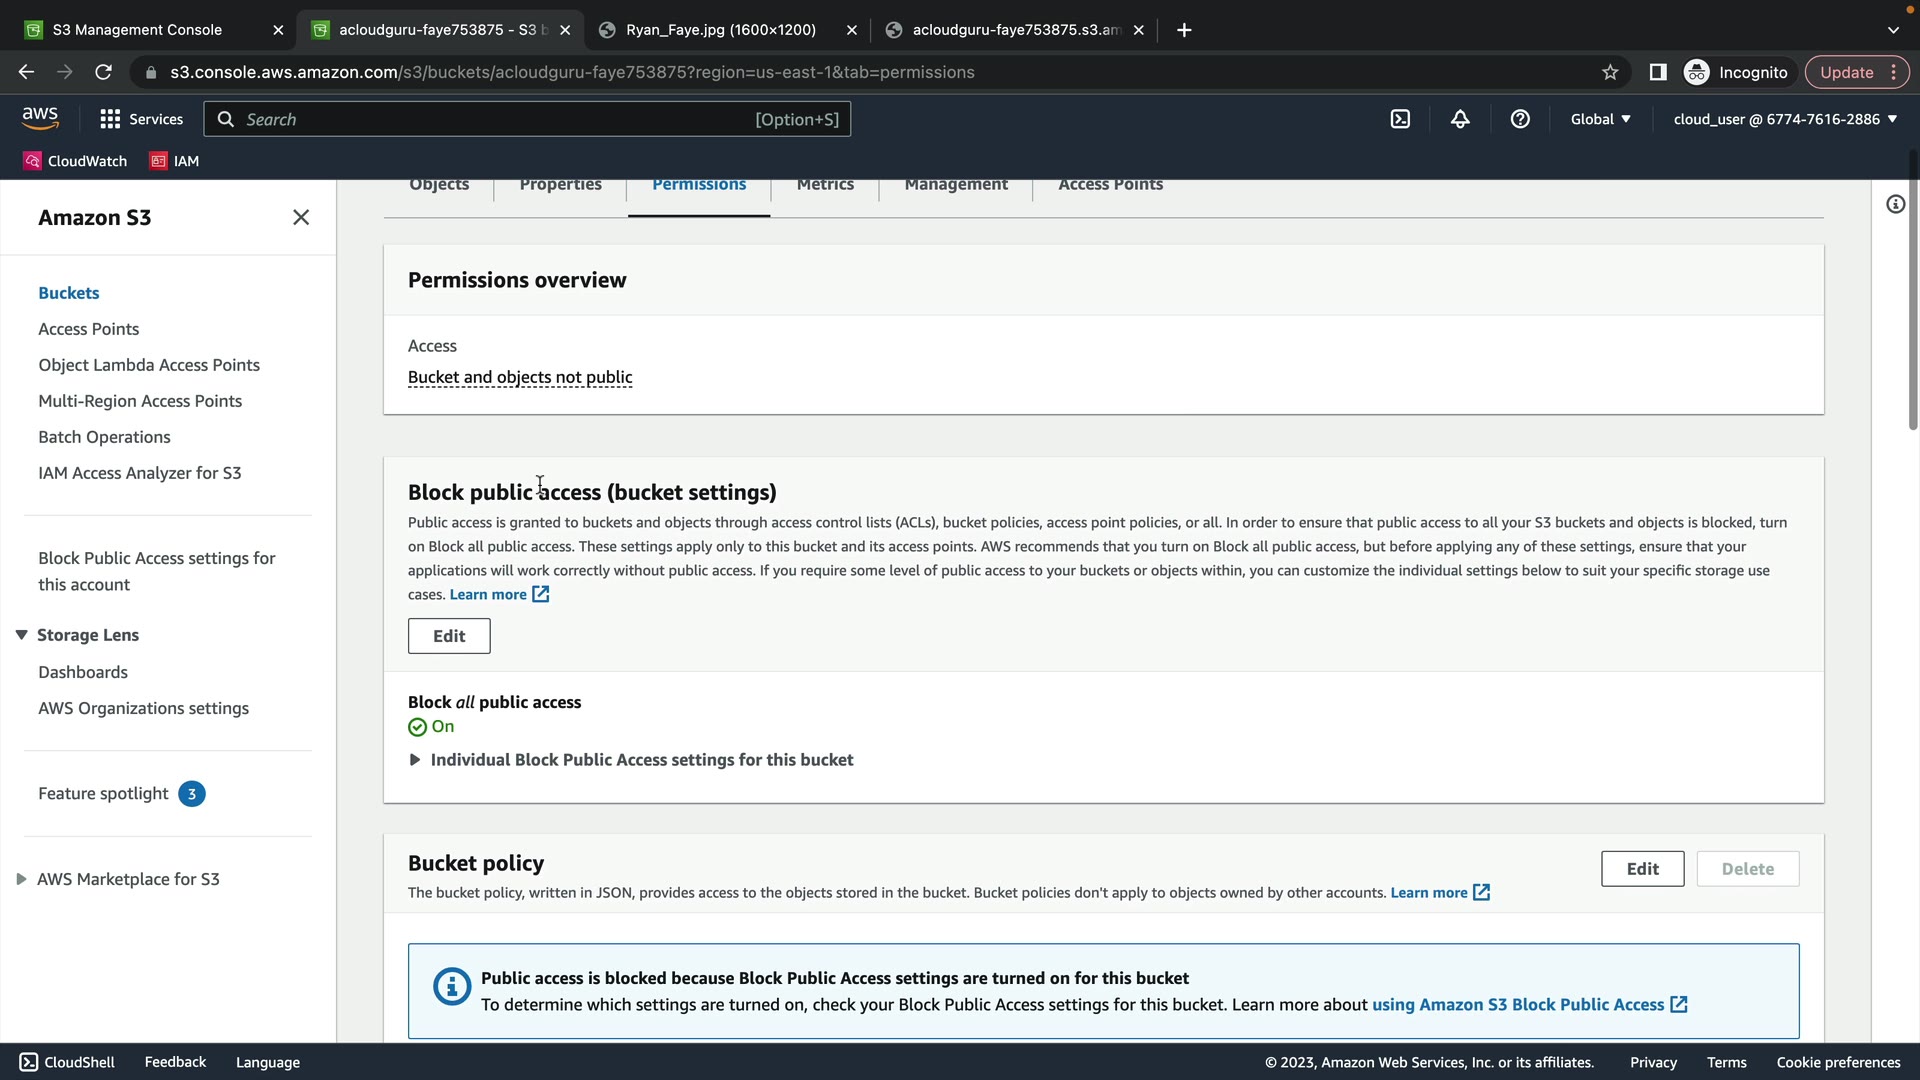 S3 Management Console
acloudguru-faye753875 - S3 b
Ryan_Faye.jpg (1600×1200)
acloudguru-faye753875.s3.am
s3.console.aws.amazon.com/s3/buckets/acloudguru-faye753875?region=us-east-1&tab=permissions
Incognito
Update
aws
Services
Search
[Option+S]
Global
cloud_user @ 6774-7616-2886
CloudWatch
IAM
Amazon S3
Buckets
Access Points
Object Lambda Access Points
Multi-Region Access Points
Batch Operations
IAM Access Analyzer for S3
Block Public Access settings for
this account
Storage Lens
Dashboards
AWS Organizations settings
Feature spotlight 3
AWS Marketplace for S3
Objects
Properties
Permissions
Metrics
Management
Access Points
Permissions overview
Access
Bucket and objects not public
Block public access (bucket settings)
Public access is granted to buckets and objects through access control lists (ACLs), bucket policies, access point policies, or all. In order to ensure that public access to all your S3 buckets and objects is blocked, turn
on Block all public access. These settings apply only to this bucket and its access points. AWS recommends that you turn on Block all public access, but before applying any of these settings, ensure that your
applications will work correctly without public access. If you require some level of public access to your buckets or objects within, you can customize the individual settings below to suit your specific storage use
cases. Learn more
Edit
Block all public access
On
Individual Block Public Access settings for this bucket
Bucket policy
The bucket policy, written in JSON, provides access to the objects stored in the bucket. Bucket policies don't apply to objects owned by other accounts. Learn more
Edit
Delete
Public access is blocked because Block Public Access settings are turned on for this bucket
To determine which settings are turned on, check your Block Public Access settings for this bucket. Learn more about using Amazon S3 Block Public Access
CloudShell
Feedback
Language
© 2023, Amazon Web Services, Inc. or its affiliates.
Privacy
Terms
Cookie preferences